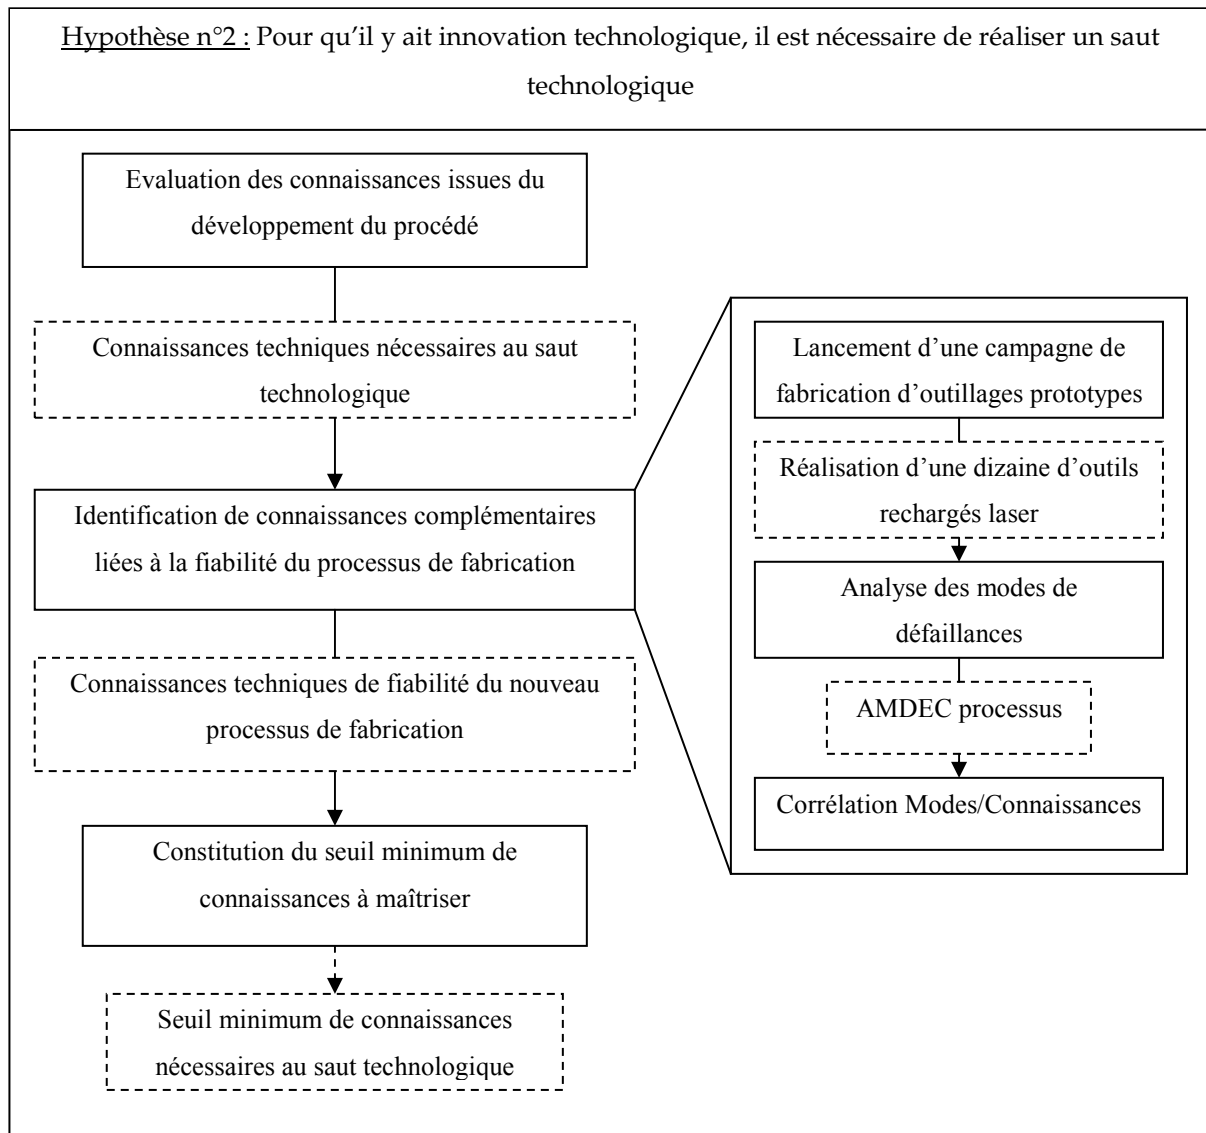 Hypothèse n°2 : Pour qu’il y ait innovation technologique, il est nécessaire de réaliser un saut
technologique
Evaluation des connaissances issues du
développement du procédé
Connaissances techniques nécessaires au saut
technologique
Identification de connaissances complémentaires
liées à la fiabilité du processus de fabrication
Connaissances techniques de fiabilité du nouveau
processus de fabrication
Constitution du seuil minimum de
connaissances à maîtriser
Seuil minimum de connaissances
nécessaires au saut technologique
Lancement d’une campagne de
fabrication d’outillages prototypes
Réalisation d’une dizaine d’outils
rechargés laser
Analyse des modes de
défaillances
AMDEC processus
Corrélation Modes/Connaissances